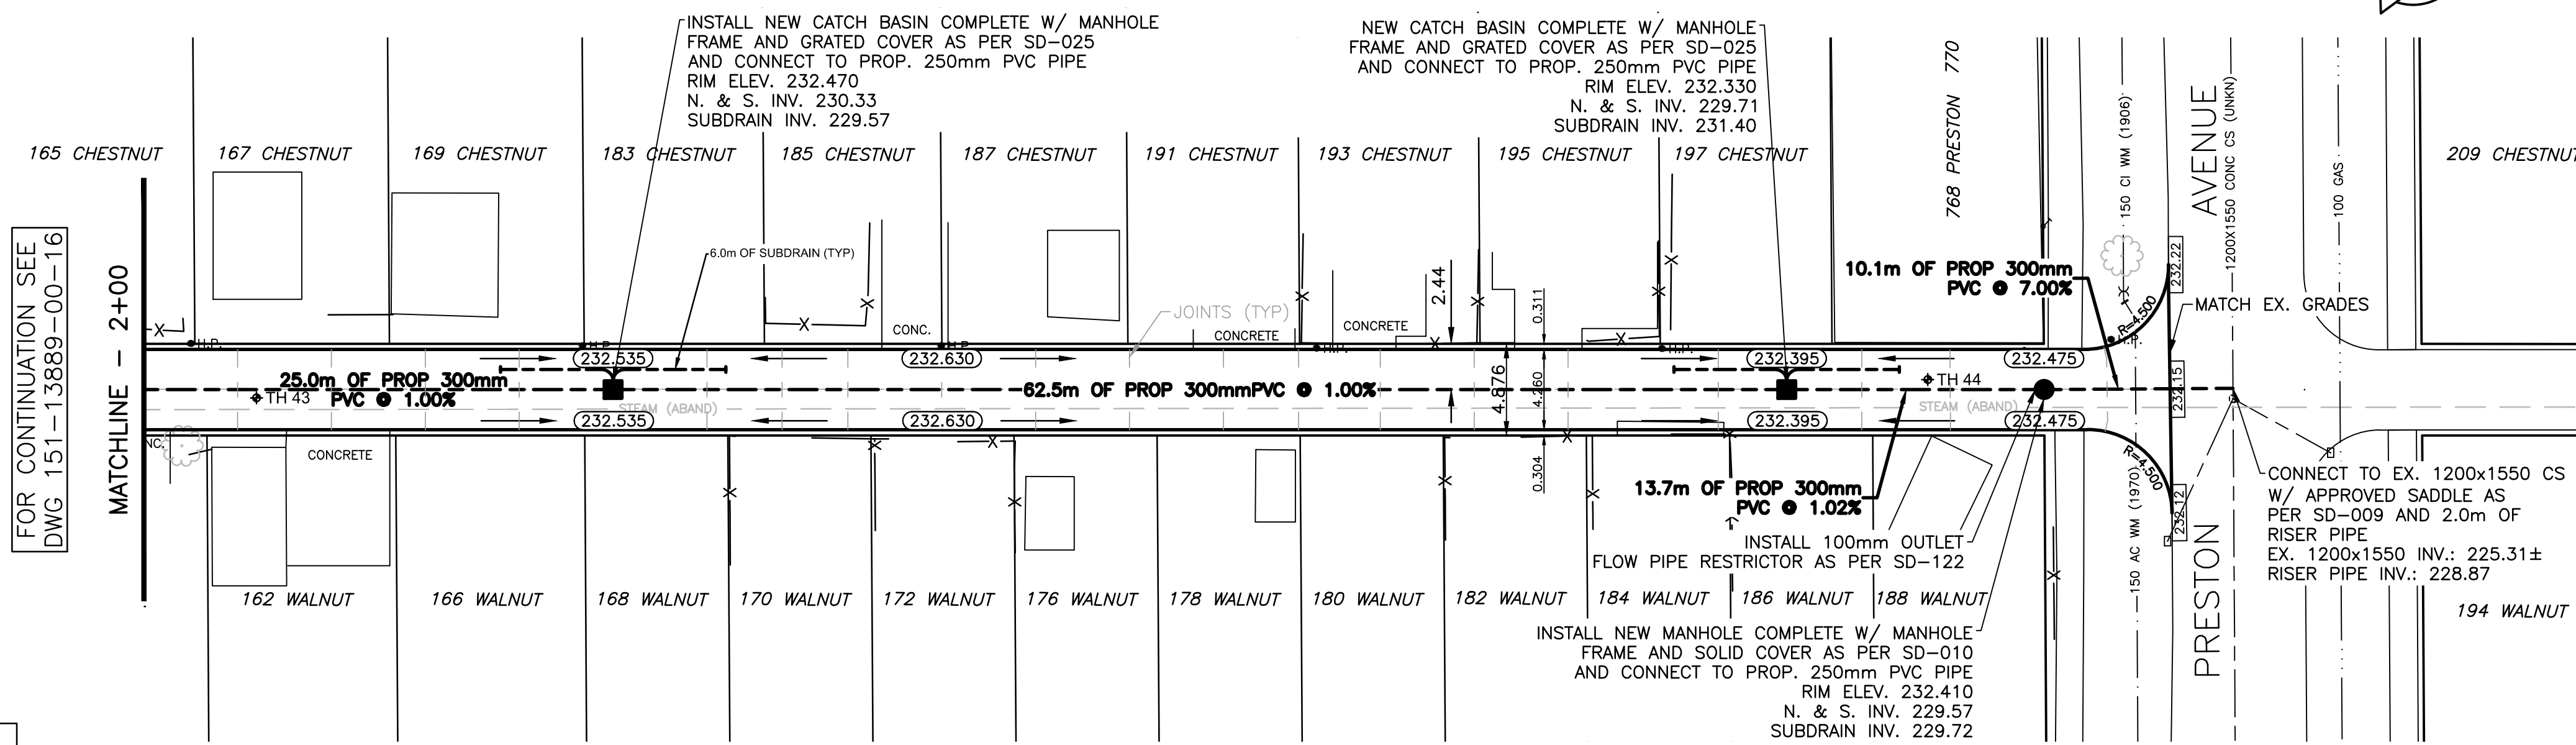 INSTALL NEW CATCH BASIN COMPLETE W/ MANHOLE
FRAME AND GRATED COVER AS PER SD-025
AND CONNECT TO PROP. 250mm PVC PIPE
RIM ELEV. 232.470
N. & S. INV. 230.33
SUBDRAIN INV. 229.57
NEW CATCH BASIN COMPLETE W/ MANHOLE
FRAME AND GRATED COVER AS PER SD-025
AND CONNECT TO PROP. 250mm PVC PIPE
RIM ELEV. 232.330
N. & S. INV. 229.71
SUBDRAIN INV. 231.40
165 CHESTNUT
167 CHESTNUT
169 CHESTNUT
183 CHESTNUT
185 CHESTNUT
187 CHESTNUT
191 CHESTNUT
193 CHESTNUT
195 CHESTNUT
197 CHESTNUT
768 PRESTON 770
150 CI WM (1906)
AVENUE
1200X1550 CONC CS (UNKN)
100 GAS
209 CHESTNUT
FOR CONTINUATION SEE
DWG 151-13889-00-16
MATCHLINE - 2+00
6.0m OF SUBDRAIN (TYP)
JOINTS (TYP)
CONC.
CONCRETE
CONCRETE
2.44
0.311
10.1m OF PROP 300mm
PVC @ 7.00%
232.22
R=4.500
MATCH EX. GRADES
X
H.P.
H.P.
H.P.
H.P.
H.P.
H.P.
232.535
232.630
232.395
232.475
25.0m OF PROP 300mm
PVC @ 1.00%
TH 43
62.5m OF PROP 300mmPVC @ 1.00%
4.876
4.260
TH 44
232.15
STEAM (ABAND)
STEAM (ABAND)
232.535
232.630
232.395
232.475
NC.
CONCRETE
0.304
13.7m OF PROP 300mm
PVC @ 1.02%
R=4.500
232.12
150 AC WM (1970)
PRESTON
CONNECT TO EX. 1200x1550 CS
W/ APPROVED SADDLE AS
PER SD-009 AND 2.0m OF
RISER PIPE
EX. 1200x1550 INV.: 225.31±
RISER PIPE INV.: 228.87
INSTALL 100mm OUTLET
FLOW PIPE RESTRICTOR AS PER SD-122
162 WALNUT
166 WALNUT
168 WALNUT
170 WALNUT
172 WALNUT
176 WALNUT
178 WALNUT
180 WALNUT
182 WALNUT
184 WALNUT
186 WALNUT
188 WALNUT
194 WALNUT
INSTALL NEW MANHOLE COMPLETE W/ MANHOLE
FRAME AND SOLID COVER AS PER SD-010
AND CONNECT TO PROP. 250mm PVC PIPE
RIM ELEV. 232.410
N. & S. INV. 229.57
SUBDRAIN INV. 229.72